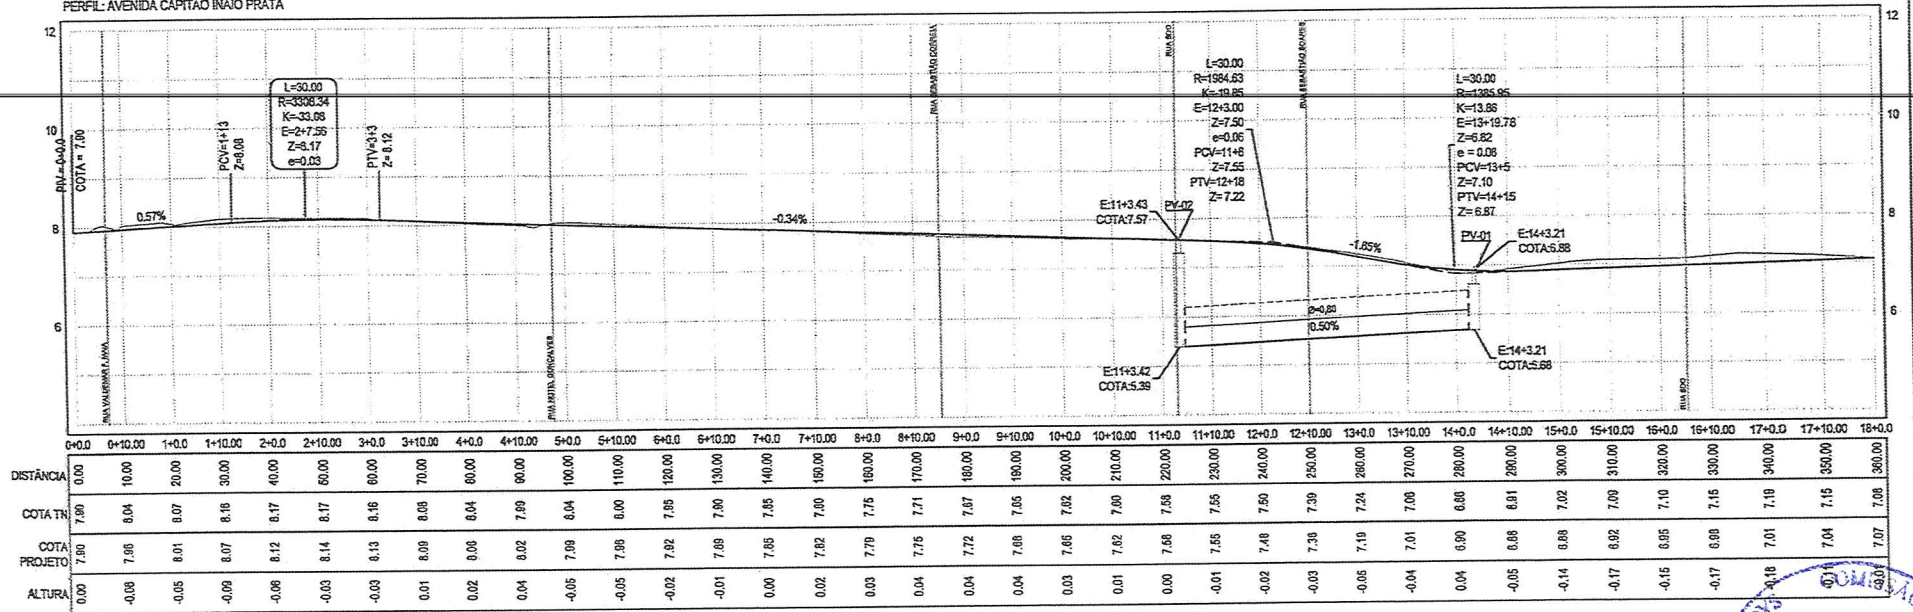 PERFIL: AVENIDA CAPITÃO INÁIO PRATA
12
10
8
6
12
10
8
6
PIV = 0+0.0
COTA = 7.90
0.57%
PCV=1+13
Z=8.08
L=30.00
R=3308.34
K=-33.08
E=2+7.56
Z=8.17
e=0.03
PTV=3+3
Z= 8.12
-0.34%
RUA SEBASTIÃO CORREA
RUA SDO
L=30.00
R=1984.63
K=-19.85
E=12+3.00
Z=7.50
e=0.06
PCV=11+8
Z=7.55
PTV=12+18
Z= 7.22
RUA SEBASTIÃO SOARES
L=30.00
R=1385.95
K=13.86
E=13+19.78
Z=6.82
e = 0.08
PCV=13+5
Z=7.10
PTV=14+15
Z= 6.87
E:11+3.43
COTA:7.57
PV-02
-1.85%
PV-01
E:14+3.21
COTA:6.88
Ø=0,80
0.50%
E:11+3.42
COTA:5.39
E:14+3.21
COTA:5.68
RUA SDO
0+0.0 0+10.00 1+0.0 1+10.00 2+0.0 2+10.00 3+0.0 3+10.00 4+0.0 4+10.00 5+0.0 5+10.00 6+0.0 6+10.00 7+0.0 7+10.00 8+0.0 8+10.00 9+0.0 9+10.00 10+0.0 10+10.00 11+0.0 11+10.00 12+0.0 12+10.00 13+0.0 13+10.00 14+0.0 14+10.00 15+0.0 15+10.00 16+0.0 16+10.00 17+0.0 17+10.00 18+0.0
DISTÂNCIA 0.00 10.00 20.00 30.00 40.00 50.00 60.00 70.00 80.00 90.00 100.00 110.00 120.00 130.00 140.00 150.00 160.00 170.00 180.00 190.00 200.00 210.00 220.00 230.00 240.00 250.00 260.00 270.00 280.00 290.00 300.00 310.00 320.00 330.00 340.00 350.00 360.00
COTA TN 7.90 8.04 8.07 8.16 8.17 8.17 8.16 8.08 8.04 7.99 8.04 8.00 7.95 7.90 7.85 7.80 7.76 7.71 7.67 7.65 7.62 7.60 7.58 7.55 7.50 7.39 7.24 7.06 6.86 6.91 7.02 7.09 7.10 7.15 7.19 7.15 7.08
COTA PROJETO 7.90 7.96 8.01 8.07 8.12 8.14 8.13 8.09 8.06 8.02 7.99 7.96 7.92 7.89 7.85 7.82 7.79 7.75 7.72 7.68 7.65 7.62 7.58 7.55 7.48 7.36 7.19 7.01 6.90 6.86 6.88 6.92 6.95 6.98 7.01 7.04 7.07
ALTURA 0.00 -0.08 -0.05 -0.09 -0.06 -0.03 -0.03 0.01 0.02 0.04 -0.05 -0.05 -0.02 -0.01 0.00 0.02 0.03 0.04 0.04 0.04 0.03 0.01 0.00 -0.01 -0.02 -0.03 -0.05 -0.04 0.04 -0.05 -0.14 -0.17 -0.15 -0.17 -0.18 -0.11 -0.01